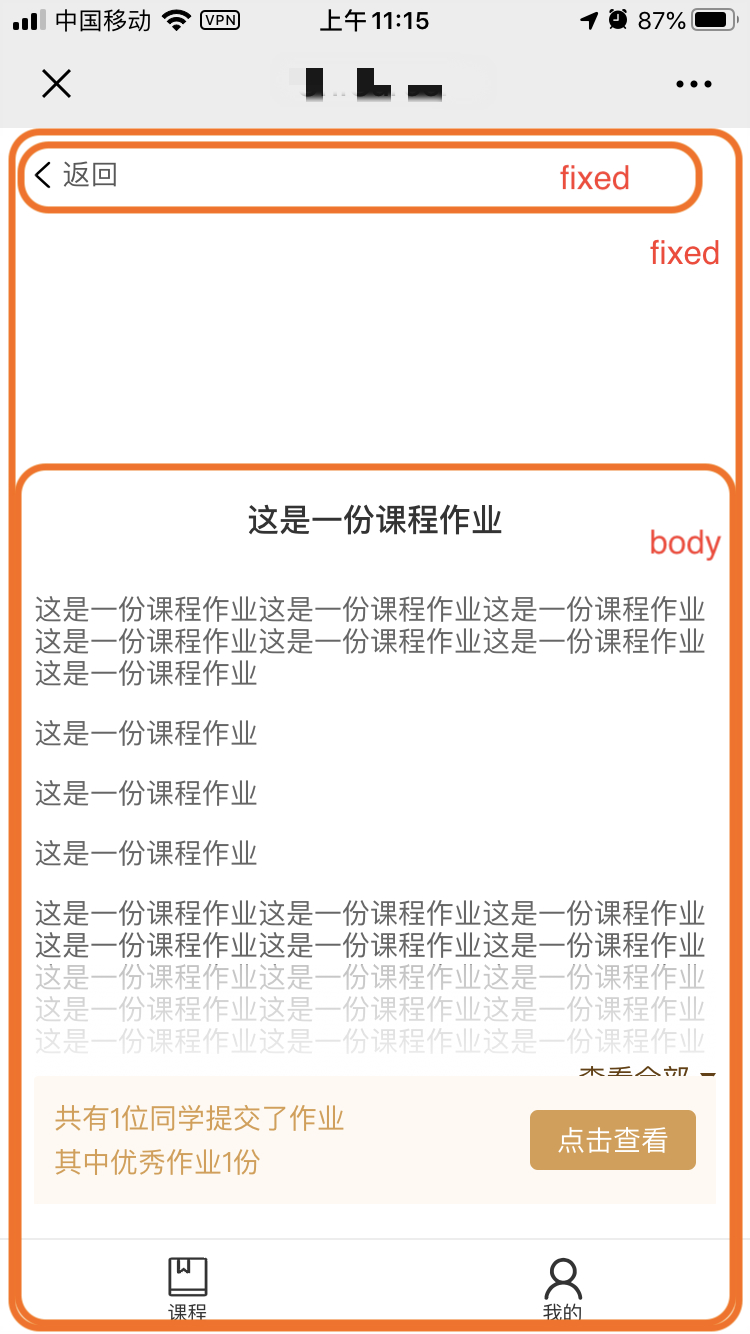 中国移动 VPN 上午11:15 87%
返回 fixed
fixed
这是一份课程作业
body
这是一份课程作业这是一份课程作业这是一份课程作业
这是一份课程作业这是一份课程作业这是一份课程作业
这是一份课程作业
这是一份课程作业
这是一份课程作业
这是一份课程作业
这是一份课程作业这是一份课程作业这是一份课程作业
这是一份课程作业这是一份课程作业这是一份课程作业
这是一份课程作业这是一份课程作业这是一份课程作业
这是一份课程作业这是一份课程作业这是一份课程作业
这是一份课程作业这是一份课程作业这是一份课程作业
查看全部
共有1位同学提交了作业
其中优秀作业1份
点击查看
课程 我的